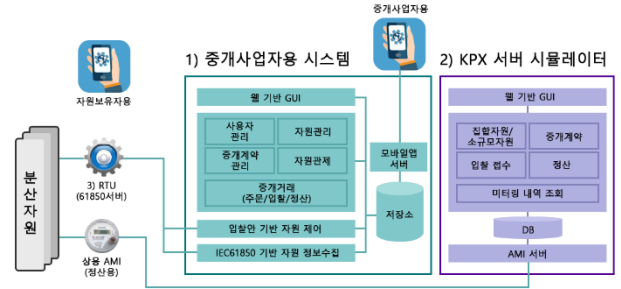 중개사업자용
1) 중개사업자용 시스템
2) KPX 서버 시뮬레이터
자원보유자용
웹 기반 GUI
사용자
관리
자원관리
중개계약
관리
자원관제
중개거래
(주문/입찰/정산)
입찰안 기반 자원 제어
IEC61850 기반 자원 정보수집
모바일앱
서버
저장소
웹 기반 GUI
집합자원/
소규모자원
중개계약
입찰 접수
정산
미터링 내역 조회
DB
AMI 서버
분산자원
3) RTU
(61850서버)
상용 AMI
(정산용)